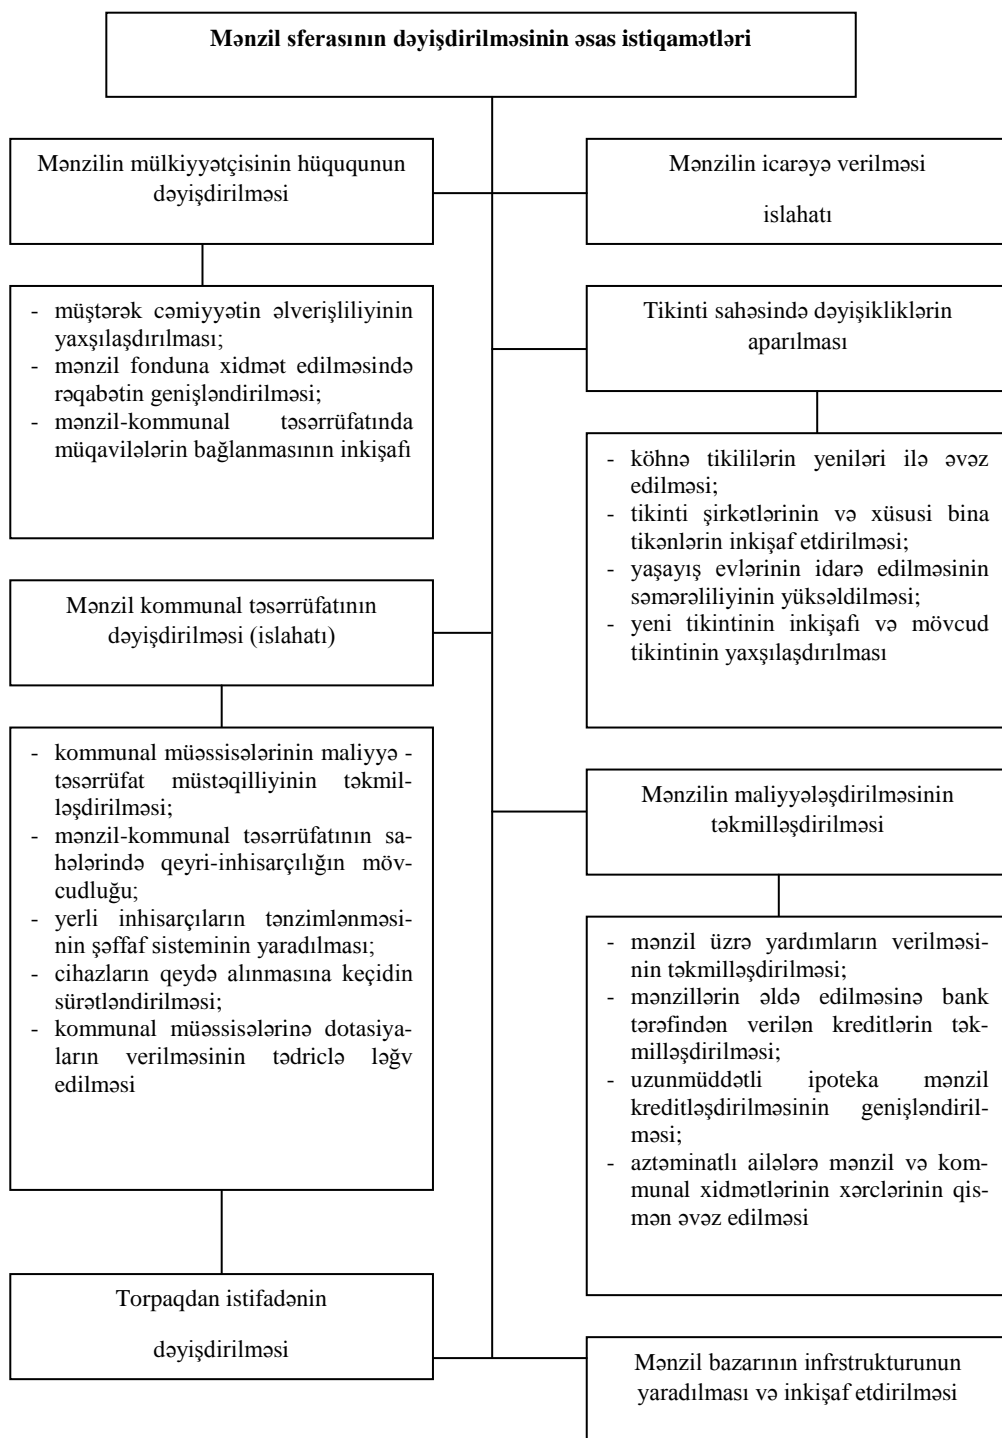 Mənzil sferasının dəyişdirilməsinin əsas istiqamətləri
Mənzilin mülkiyyətçisinin hüququnun
dəyişdirilməsi
Mənzilin icarəyə verilməsi
islahatı
- müştərək cəmiyyətin əlverişliliyinin
yaxşılaşdırılması;
- mənzil fonduna xidmət edilməsində
rəqabətin genişləndirilməsi;
- mənzil-kommunal təsərrüfatında
müqavilələrin bağlanmasının inkişafı
Tikinti sahəsində dəyişikliklərin
aparılması
- köhnə tikililərin yeniləri ilə əvəz
edilməsi;
- tikinti şirkətlərinin və xüsusi bina
tikənlərin inkişaf etdirilməsi;
- yaşayış evlərinin idarə edilməsinin
səmərəliliyinin yüksəldilməsi;
- yeni tikintinin inkişafı və mövcud
tikintinin yaxşılaşdırılması
Mənzil kommunal təsərrüfatının
dəyişdirilməsi (islahatı)
- kommunal müəssisələrinin maliyyə -
təsərrüfat müstəqilliyinin təkmil-
ləşdirilməsi;
- mənzil-kommunal təsərrüfatının sa-
hələrində qeyri-inhisarçılığın möv-
cudluğu;
- yerli inhisarçıların tənzimlənməsi-
nin şəffaf sisteminin yaradılması;
- cihazların qeydə alınmasına keçidin
sürətləndirilməsi;
- kommunal müəssisələrinə dotasiya-
ların verilməsinin tədriclə ləğv
edilməsi
Mənzilin maliyyələşdirilməsinin
təkmilləşdirilməsi
- mənzil üzrə yardımların verilməsi-
nin təkmilləşdirilməsi;
- mənzillərin əldə edilməsinə bank
tərəfindən verilən kreditlərin tək-
milləşdirilməsi;
- uzunmüddətli ipoteka mənzil
kreditləşdirilməsinin genişləndiril-
məsi;
- aztəminatlı ailələrə mənzil və kom-
munal xidmətlərinin xərclərinin qis-
mən əvəz edilməsi
Torpaqdan istifadənin
dəyişdirilməsi
Mənzil bazarının infrstrukturunun
yaradılması və inkişaf etdirilməsi